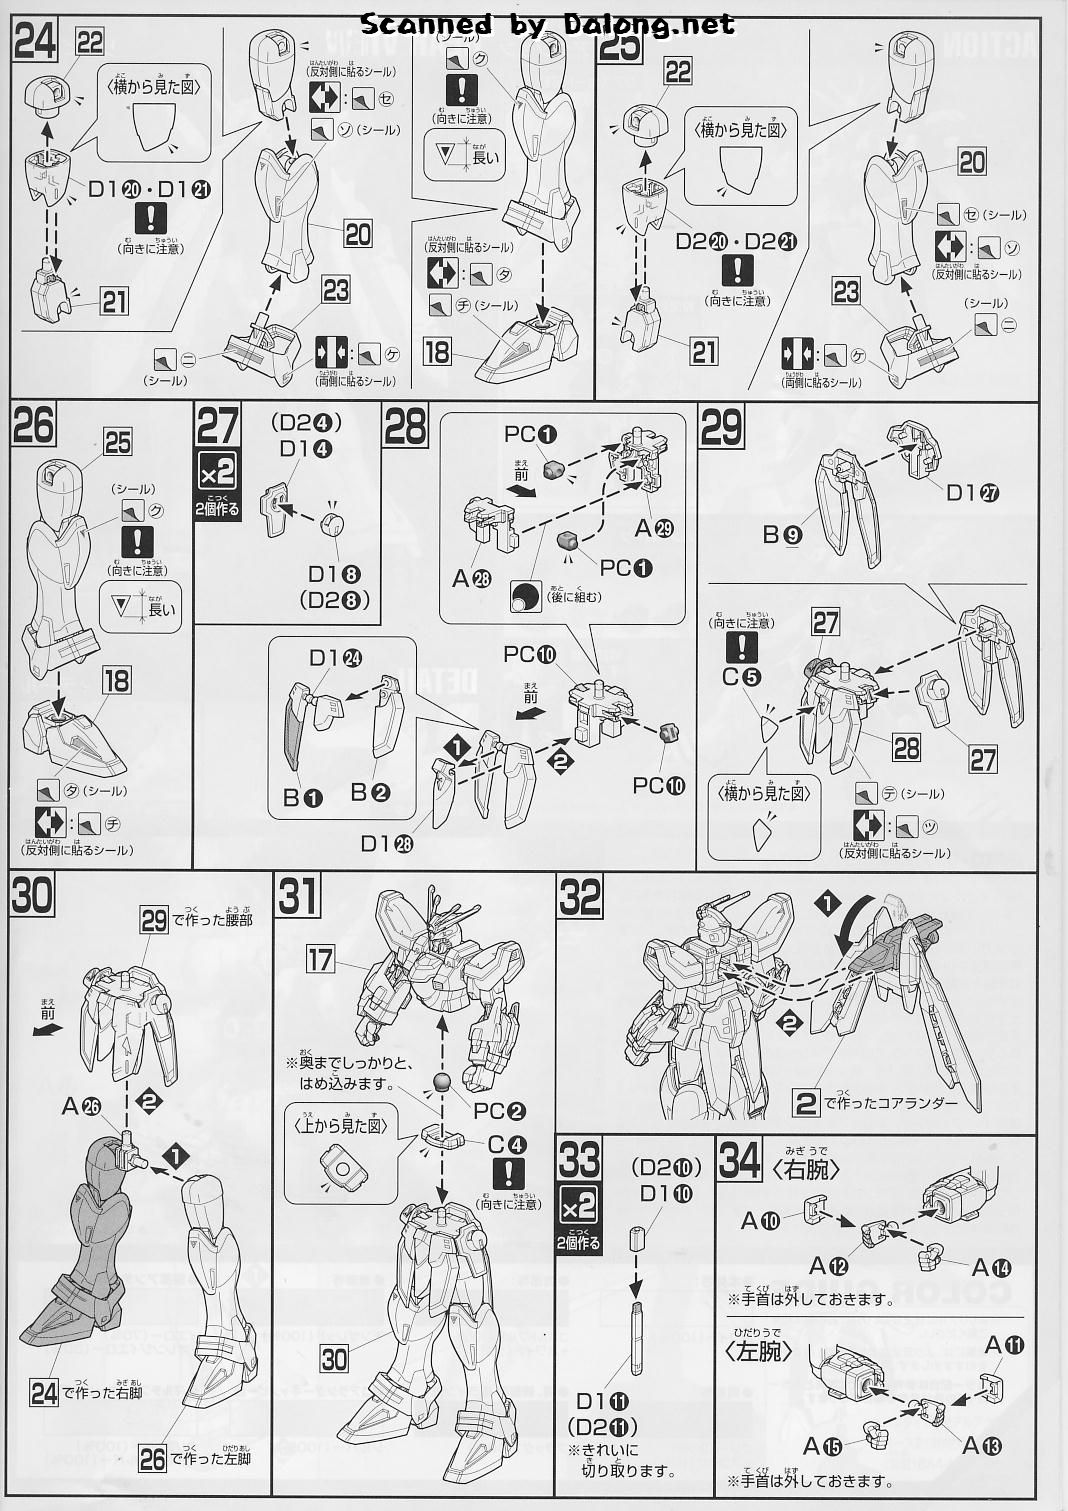 Scanned by Dalong.net
24
22
〈横から見た図〉
D1⑳・D1㉑
!
(向きに注意)
21
(反対側に貼るシール)
: セ
ソ (シール)
20
23
ニ
(シール)
: ケ
(両側に貼るシール)
ク
!
(向きに注意)
長い
(反対側に貼るシール)
: タ
チ (シール)
18
25
22
〈横から見た図〉
D2⑳・D2㉑
!
(向きに注意)
21
20
セ (シール)
: ソ
(反対側に貼るシール)
23
(シール)
ニ
: ケ
(両側に貼るシール)
26
25
(シール)
ク
!
(向きに注意)
長い
18
タ (シール)
: チ
(反対側に貼るシール)
27
×2
2個作る
(D2④)
D1④
D1⑧
(D2⑧)
28
PC①
前
A㉙
A㉘
PC①
(後に組む)
D1㉔
B①
B②
PC⑩
前
1
2
PC⑩
D1㉘
29
D1㉗
B⑨
(向きに注意)
!
C⑤
27
28
27
〈横から見た図〉
テ (シール)
: ツ
(反対側に貼るシール)
30
29で作った腰部
前
2
A㉖
1
24で作った右脚
26で作った左脚
31
17
※奥までしっかりと、
はめ込みます。
PC②
〈上から見た図〉
C④
!
(向きに注意)
30
32
1
2
2で作ったコアランダー
33
×2
2個作る
(D2⑩)
D1⑩
D1⑪
(D2⑪)
※きれいに
切り取ります。
34
〈右腕〉
A⑩
A⑫
A⑭
※手首は外しておきます。
〈左腕〉
A⑪
A⑮
A⑬
※手首は外しておきます。